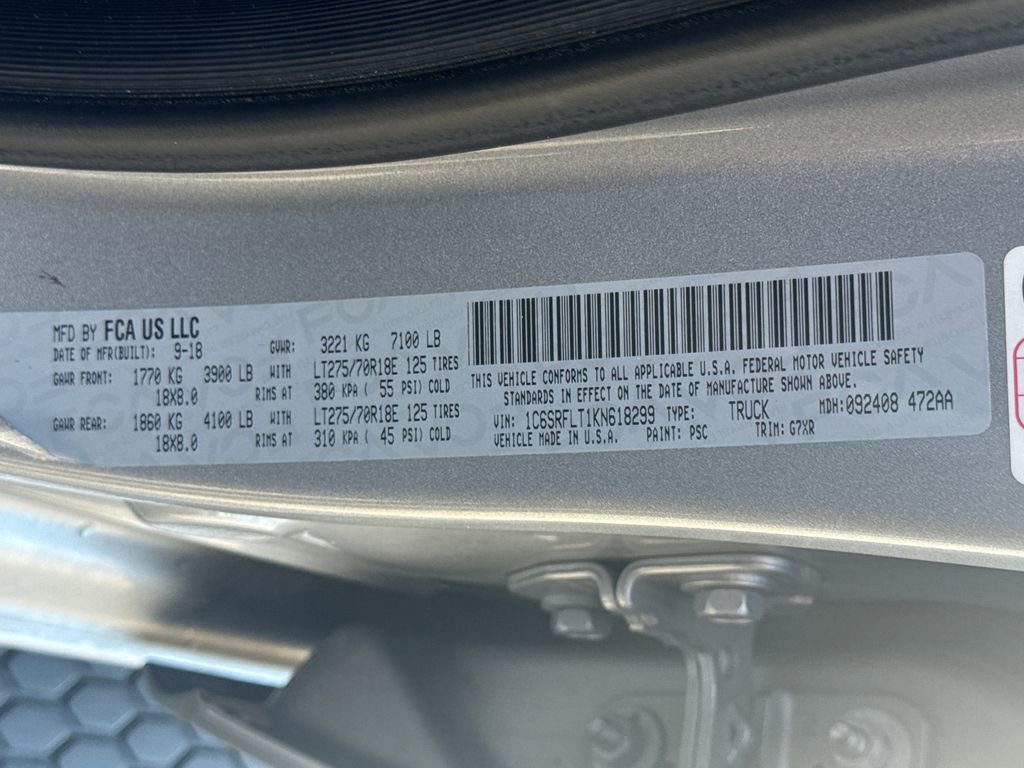 MFD BY FCA US LLC
DATE OF MFR(BUILT): 9-18 GVWR: 3221 KG 7100 LB
GAWR FRONT: 1770 KG 3900 LB WITH LT275/70R18E 125 TIRES
18X8.0 RIMS AT 380 KPA ( 55 PSI) COLD
GAWR REAR: 1860 KG 4100 LB WITH LT275/70R18E 125 TIRES
18X8.0 RIMS AT 310 KPA ( 45 PSI) COLD
THIS VEHICLE CONFORMS TO ALL APPLICABLE U.S.A. FEDERAL MOTOR VEHICLE SAFETY
STANDARDS IN EFFECT ON THE DATE OF MANUFACTURE SHOWN ABOVE.
VIN: 1C6SRFLT1KN618299 TYPE: TRUCK MDH: 092408 472AA
VEHICLE MADE IN U.S.A. PAINT: PSC TRIM: G7XR